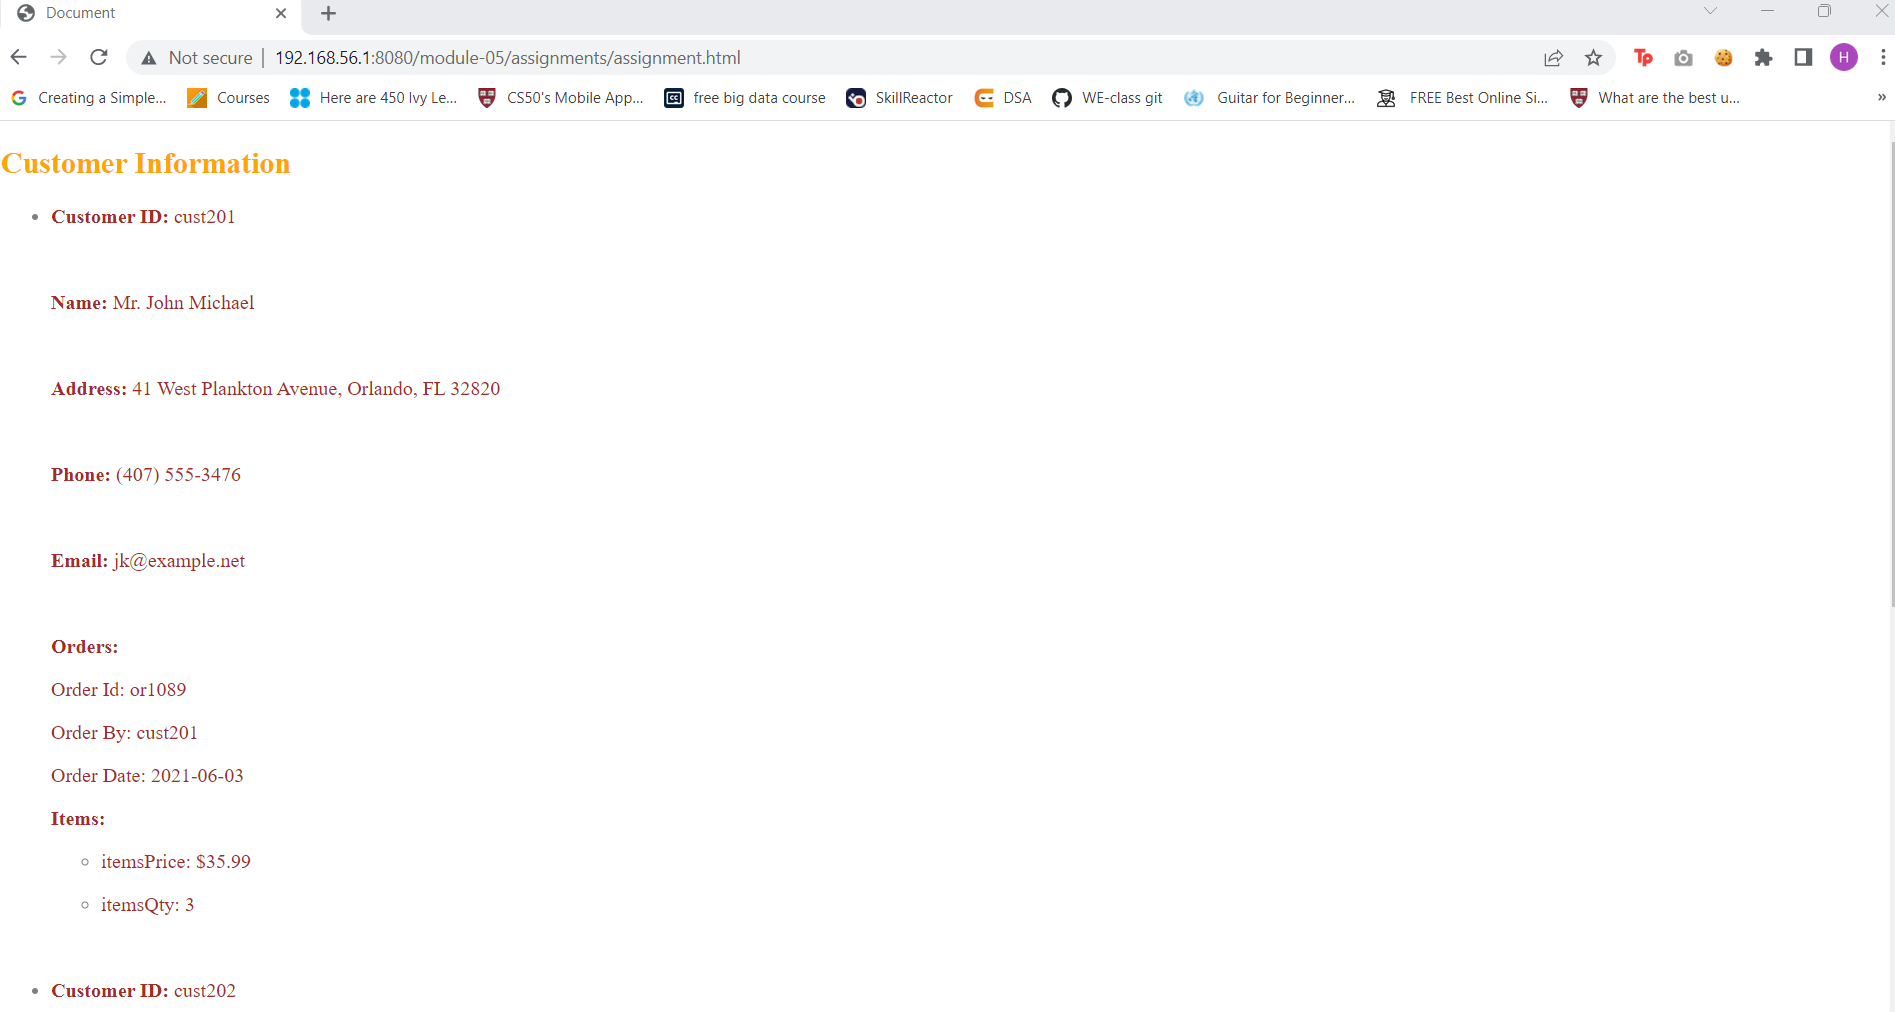 Document
Not secure | 192.168.56.1:8080/module-05/assignments/assignment.html
Tp
H
G Creating a Simple... Courses Here are 450 Ivy Le... CS50's Mobile App... free big data course SkillReactor DSA WE-class git Guitar for Beginner... FREE Best Online Si... What are the best u... »
Customer Information
• Customer ID: cust201
Name: Mr. John Michael
Address: 41 West Plankton Avenue, Orlando, FL 32820
Phone: (407) 555-3476
Email: jk@example.net
Orders:
Order Id: or1089
Order By: cust201
Order Date: 2021-06-03
Items:
◦ itemsPrice: $35.99
◦ itemsQty: 3
• Customer ID: cust202